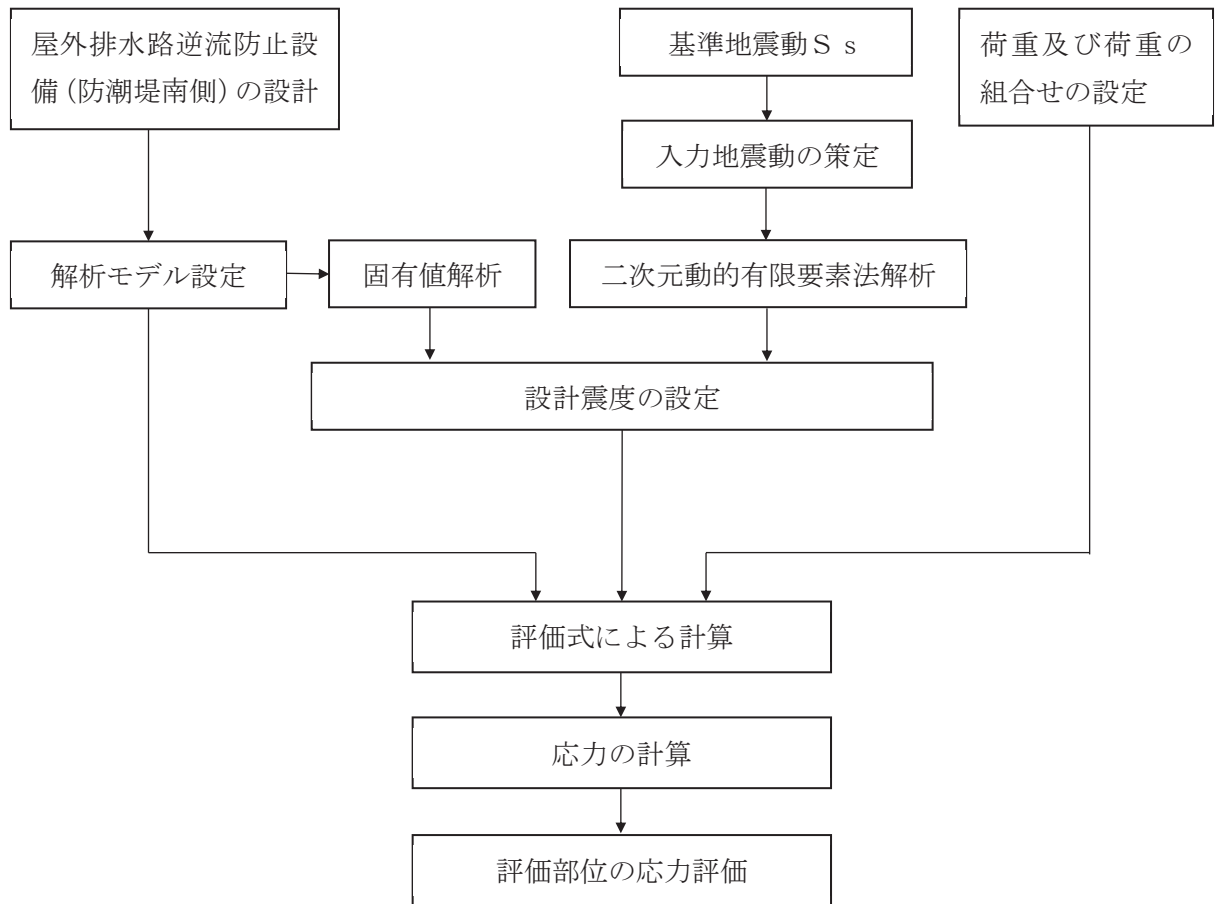 屋外排水路逆流防止設
備(防潮堤南側)の設計
基準地震動Ｓｓ
荷重及び荷重の
組合せの設定
入力地震動の策定
解析モデル設定
固有値解析
二次元動的有限要素法解析
設計震度の設定
評価式による計算
応力の計算
評価部位の応力評価